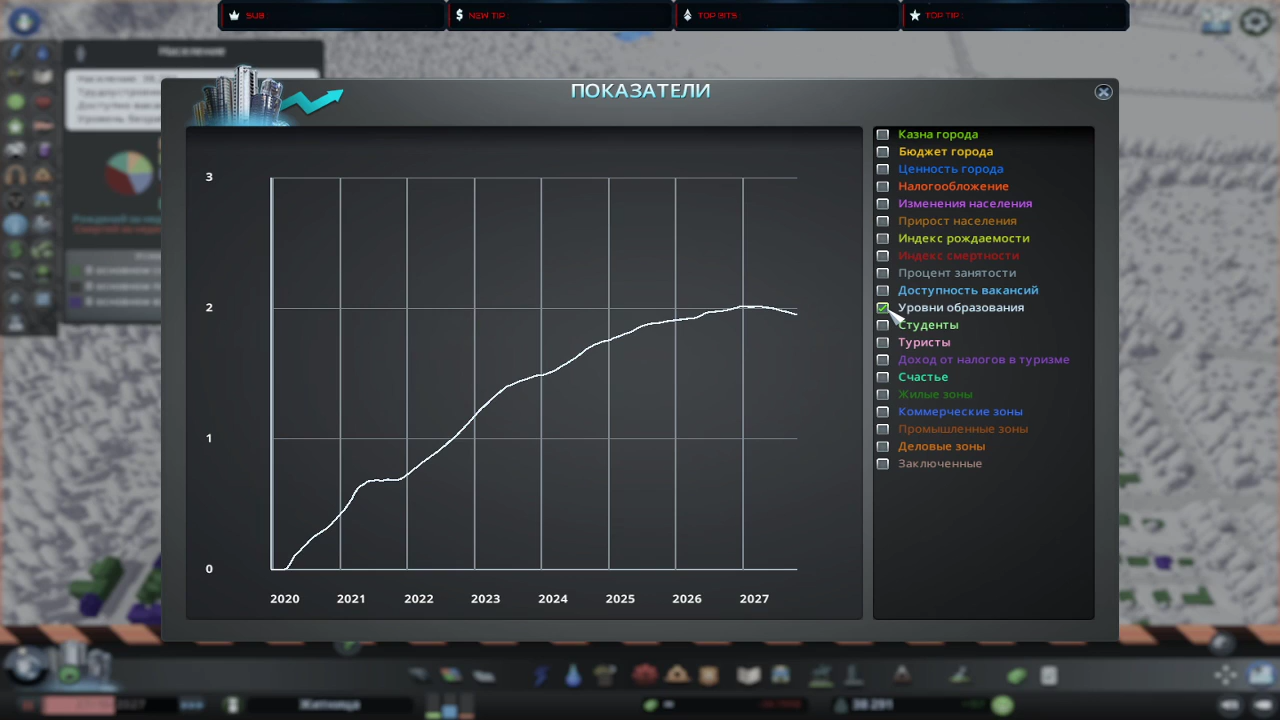 SUB
NEW TIP:
TOP BITS:
TOP TIP:
Население
ПОКАЗАТЕЛИ
3
2
1
0
2020 2021 2022 2023 2024 2025 2026 2027
Казна города
Бюджет города
Ценность города
Налогообложение
Изменения населения
Прирост населения
Индекс рождаемости
Индекс смертности
Процент занятости
Доступность вакансий
Уровни образования
Студенты
Туристы
Доход от налогов в туризме
Счастье
Жилые зоны
Коммерческие зоны
Промышленные зоны
Деловые зоны
Заключенные
Житница
38 291